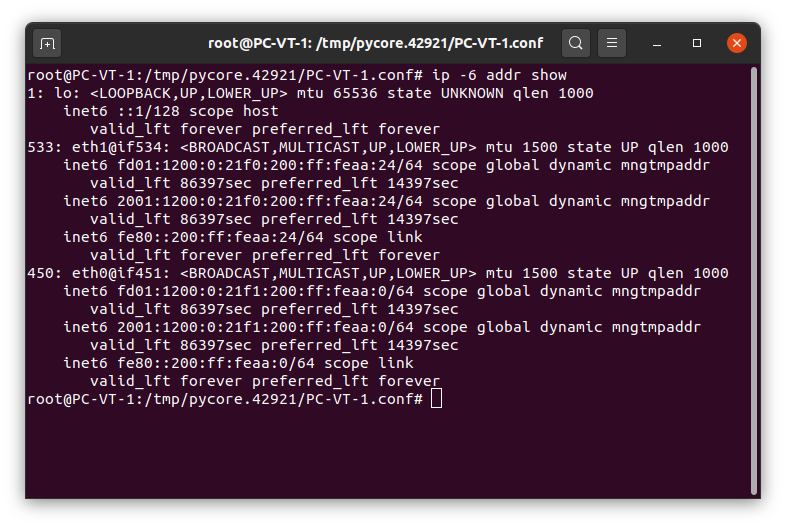 root@PC-VT-1: /tmp/pycore.42921/PC-VT-1.conf
root@PC-VT-1:/tmp/pycore.42921/PC-VT-1.conf# ip -6 addr show
1: lo: <LOOPBACK,UP,LOWER_UP> mtu 65536 state UNKNOWN qlen 1000
    inet6 ::1/128 scope host
       valid_lft forever preferred_lft forever
533: eth1@if534: <BROADCAST,MULTICAST,UP,LOWER_UP> mtu 1500 state UP qlen 1000
    inet6 fd01:1200:0:21f0:200:ff:feaa:24/64 scope global dynamic mngtmpaddr
       valid_lft 86397sec preferred_lft 14397sec
    inet6 2001:1200:0:21f0:200:ff:feaa:24/64 scope global dynamic mngtmpaddr
       valid_lft 86397sec preferred_lft 14397sec
    inet6 fe80::200:ff:feaa:24/64 scope link
       valid_lft forever preferred_lft forever
450: eth0@if451: <BROADCAST,MULTICAST,UP,LOWER_UP> mtu 1500 state UP qlen 1000
    inet6 fd01:1200:0:21f1:200:ff:feaa:0/64 scope global dynamic mngtmpaddr
       valid_lft 86397sec preferred_lft 14397sec
    inet6 2001:1200:0:21f1:200:ff:feaa:0/64 scope global dynamic mngtmpaddr
       valid_lft 86397sec preferred_lft 14397sec
    inet6 fe80::200:ff:feaa:0/64 scope link
       valid_lft forever preferred_lft forever
root@PC-VT-1:/tmp/pycore.42921/PC-VT-1.conf#